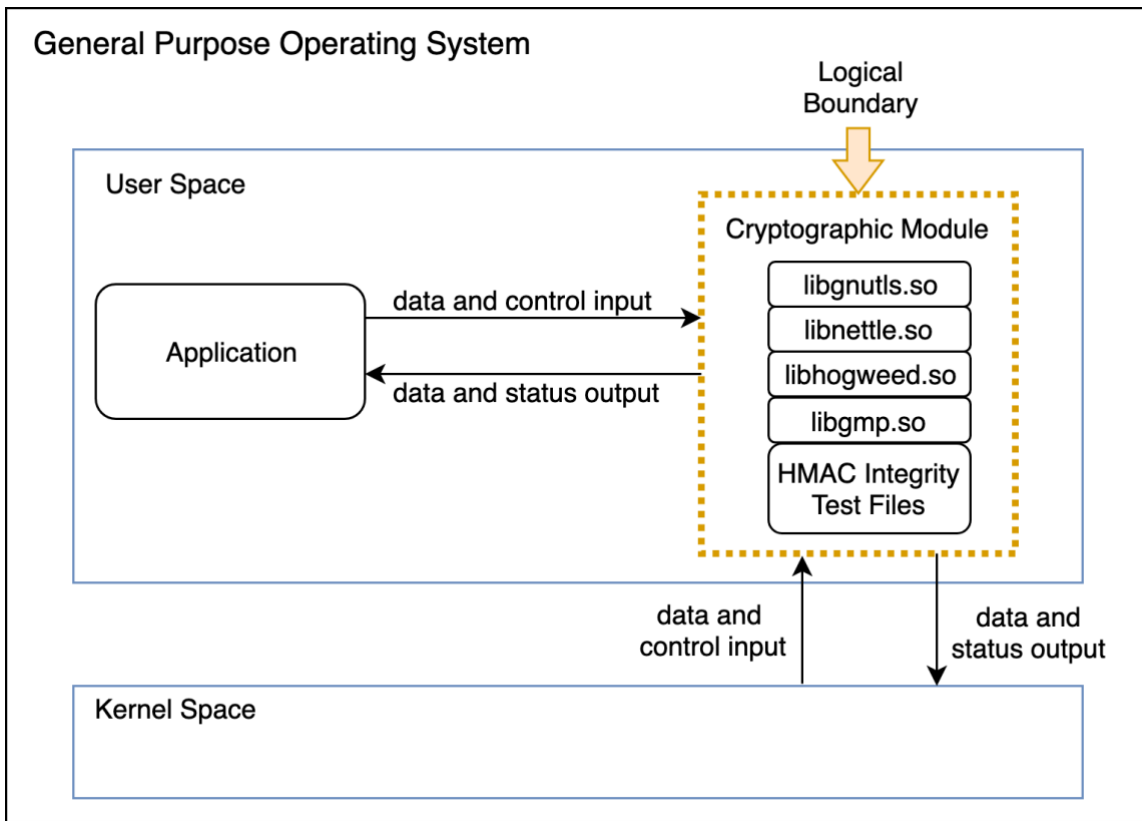 General Purpose Operating System
Logical
Boundary
User Space
Cryptographic Module
libgnutls.so
data and control input
libnettle.so
Application
libhogweed.so
data and status output
libgmp.so
HMAC Integrity
Test Files
data and
control input
data and
status output
Kernel Space